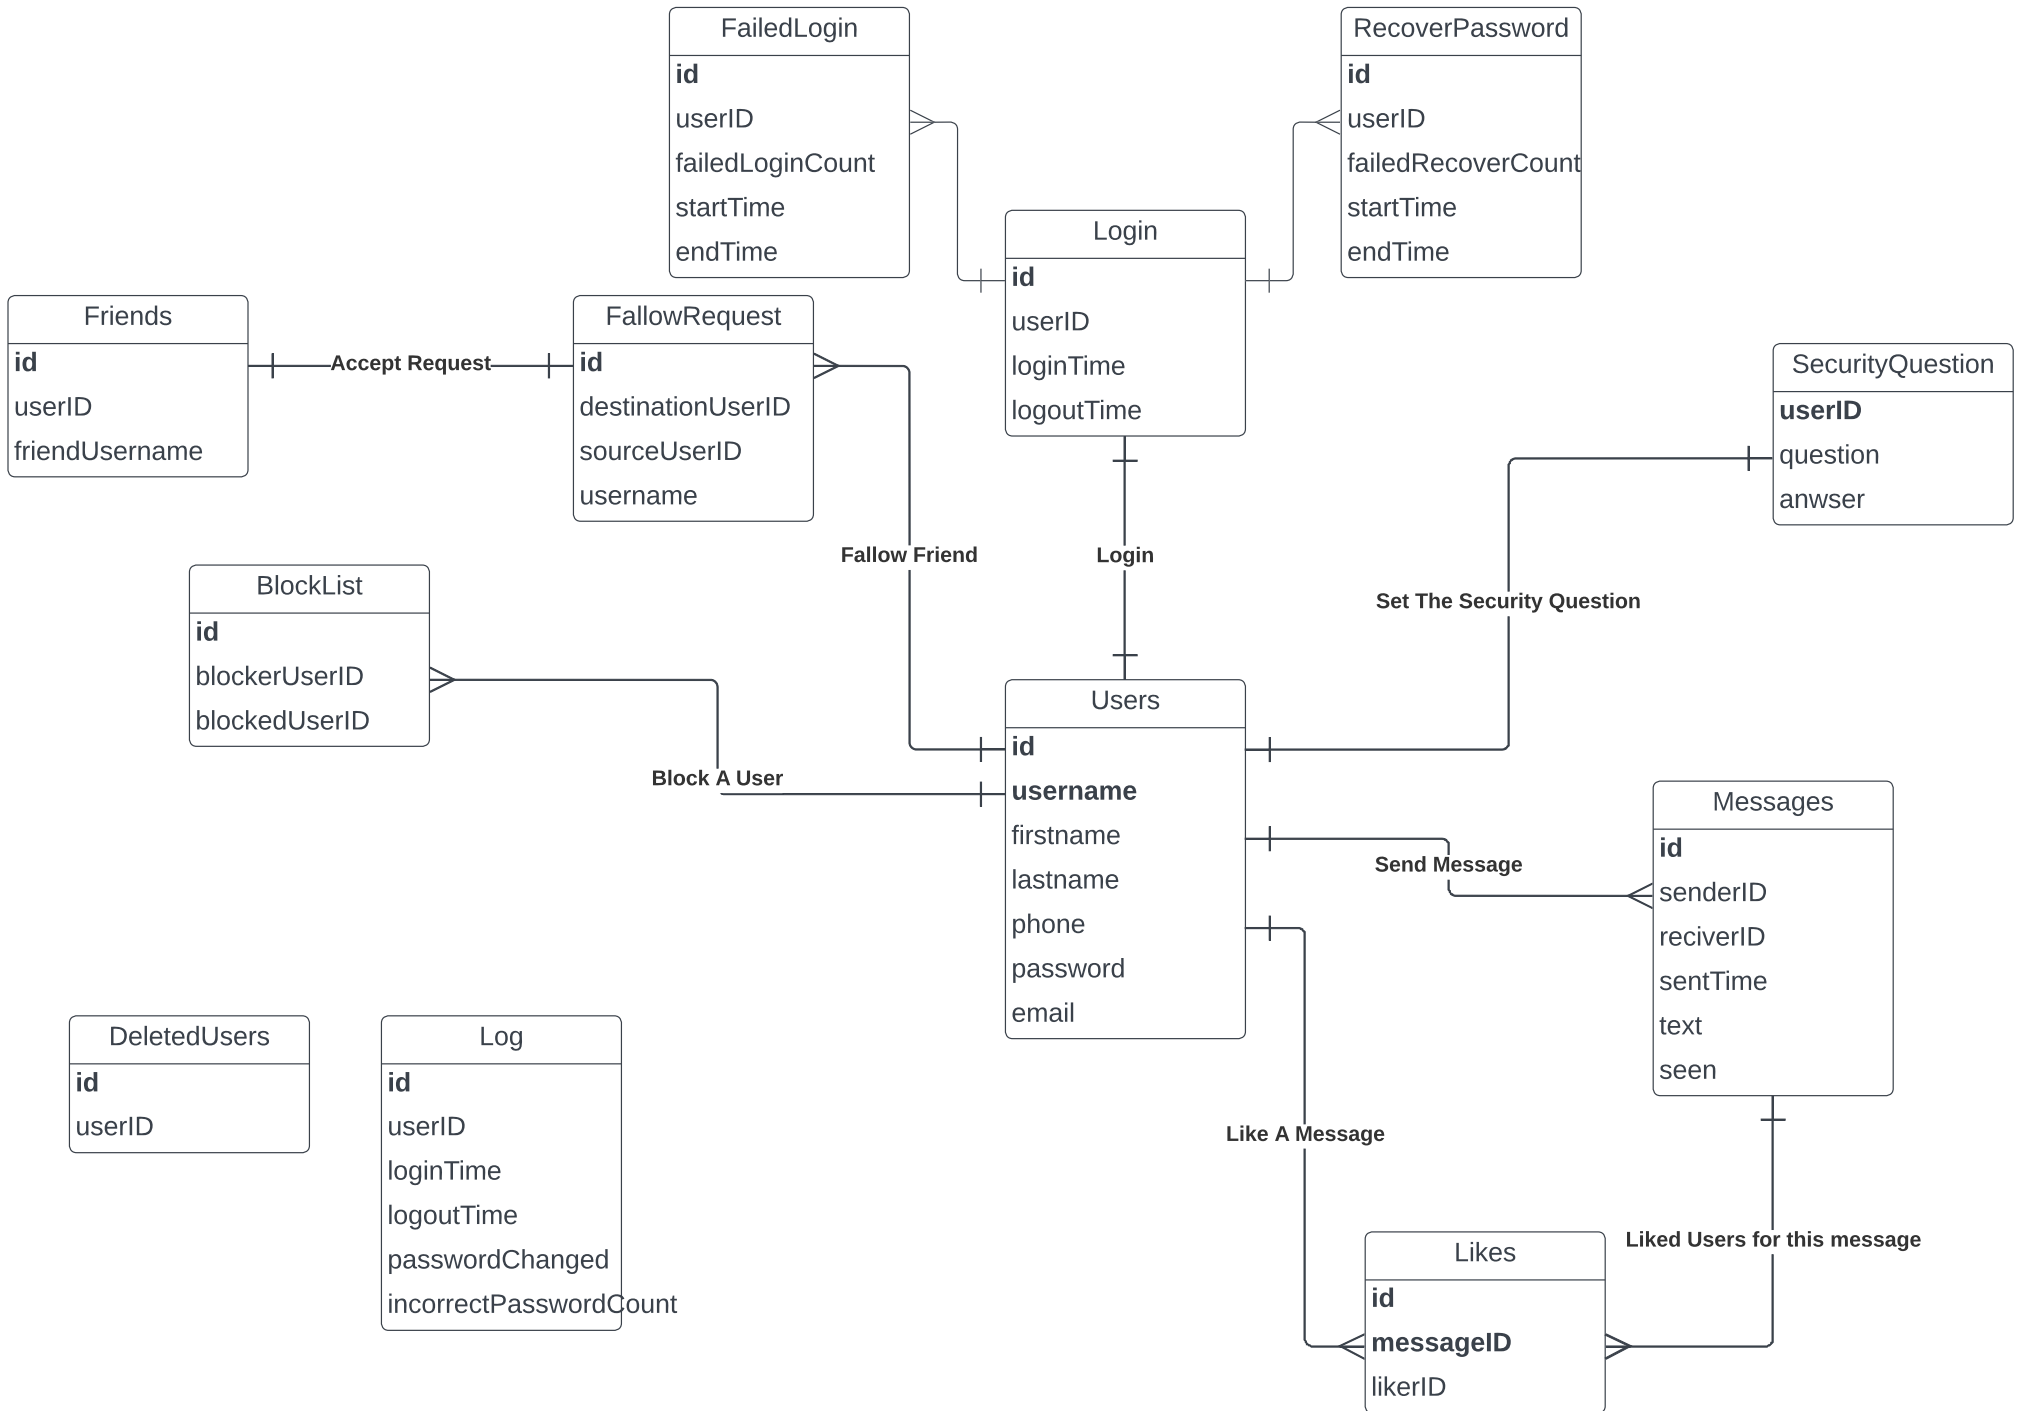 FailedLogin
id
userID
failedLoginCount
startTime
endTime
RecoverPassword
id
userID
failedRecoverCount
startTime
endTime
Login
id
userID
loginTime
logoutTime
Friends
id
userID
friendUsername
Accept Request
FallowRequest
id
destinationUserID
sourceUserID
username
SecurityQuestion
userID
question
anwser
Fallow Friend
Login
Set The Security Question
BlockList
id
blockerUserID
blockedUserID
Block A User
Users
id
username
firstname
lastname
phone
password
email
Send Message
Messages
id
senderID
reciverID
sentTime
text
seen
DeletedUsers
id
userID
Log
id
userID
loginTime
logoutTime
passwordChanged
incorrectPasswordCount
Like A Message
Liked Users for this message
Likes
id
messageID
likerID